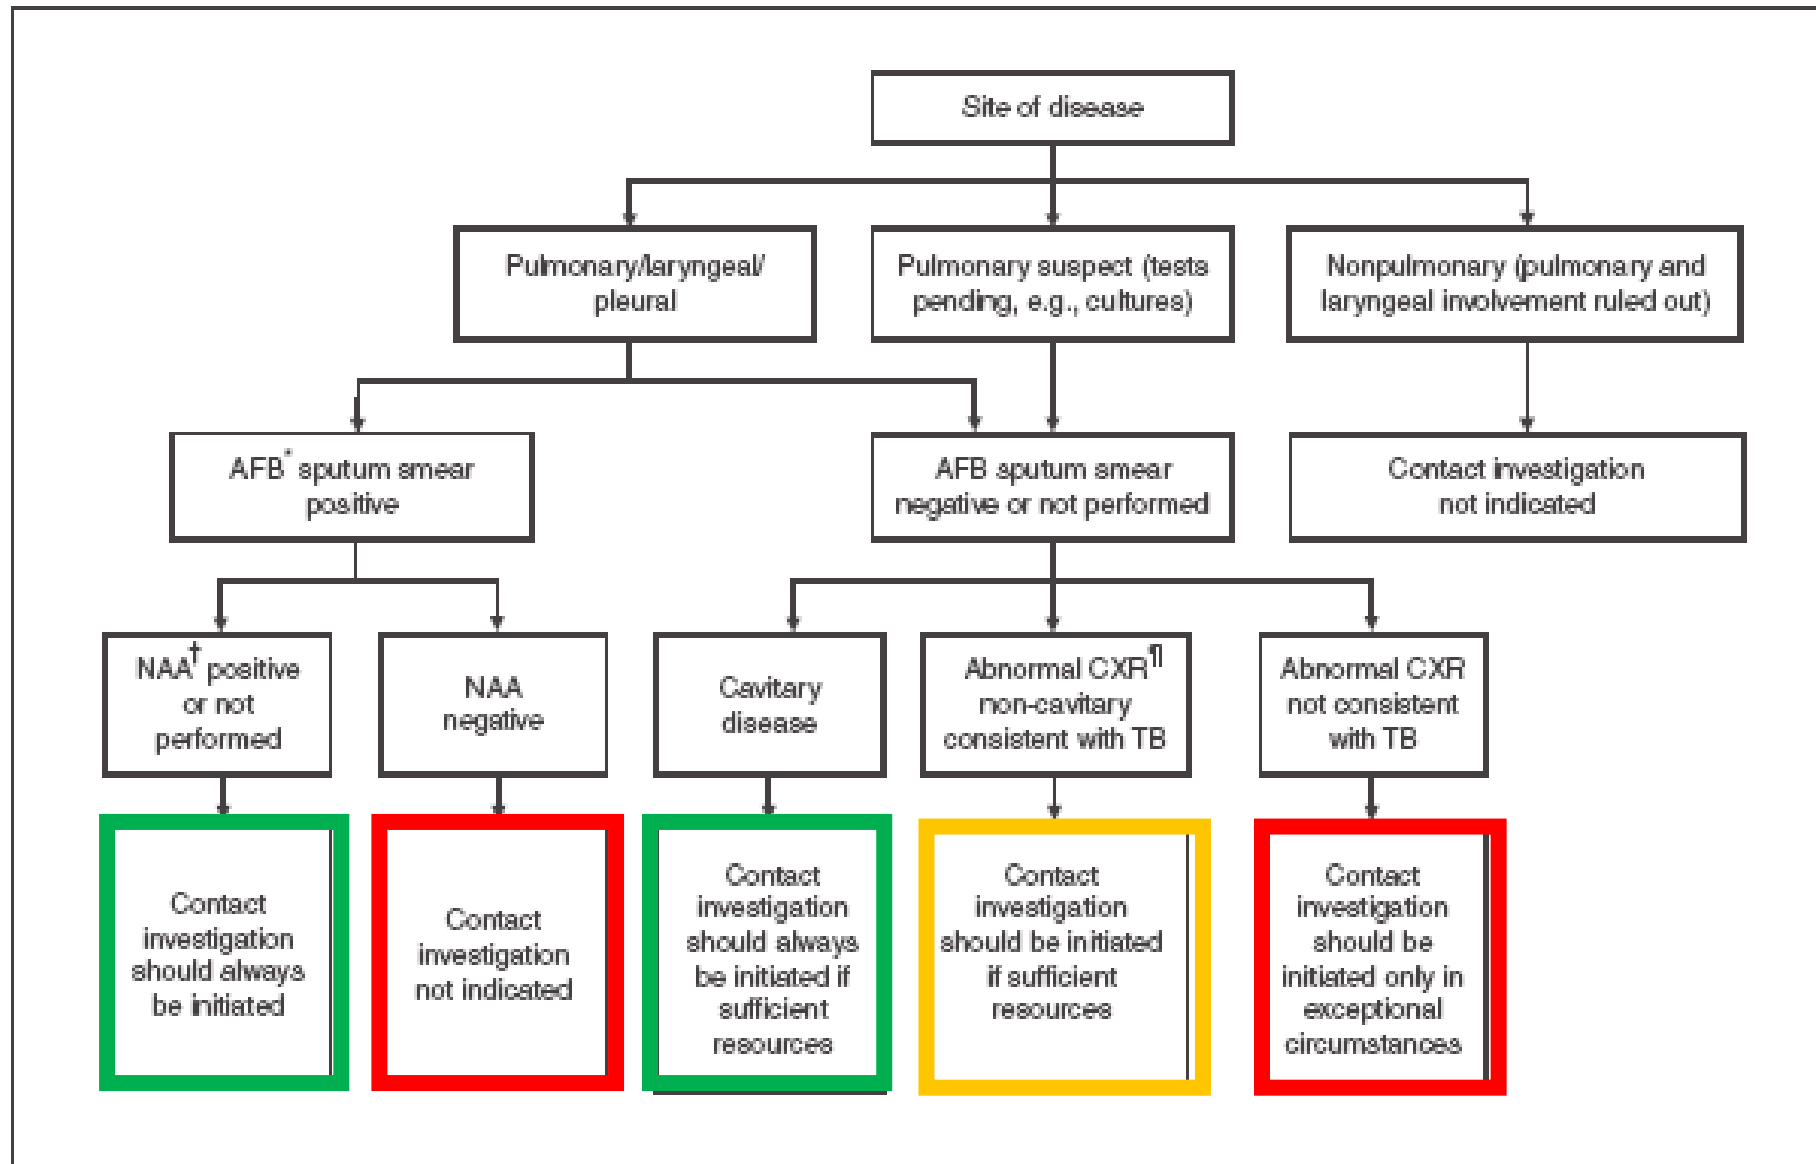 Site of disease
Pulmonary/laryngeal/
pleural
Pulmonary suspect (tests
pending, e.g., cultures)
Nonpulmonary (pulmonary and
laryngeal involvement ruled out)
AFB* sputum smear
positive
AFB sputum smear
negative or not performed
Contact investigation
not indicated
NAA† positive
or not
performed
NAA
negative
Cavitary
disease
Abnormal CXR¶
non-cavitary
consistent with TB
Abnormal CXR
not consistent
with TB
Contact
investigation
should always
be initiated
Contact
investigation
not indicated
Contact
investigation
should always
be initiated if
sufficient
resources
Contact
investigation
should be initiated
if sufficient
resources
Contact
investigation
should be
initiated only in
exceptional
circumstances